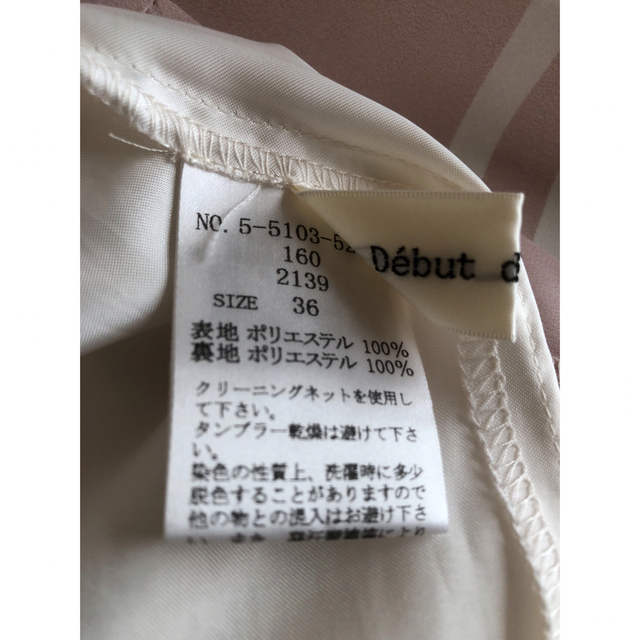 NO. 5-5103-52
160
2139
SIZE 36
Début d
表地 ポリエステル 100%
裏地 ポリエステル 100%
クリーニングネットを使用し
て下さい。
タンブラー乾燥は避けて下さ
い。
染色の性質上、洗濯時に多少
脱色することがありますので
他の物との混入はお避け下さ